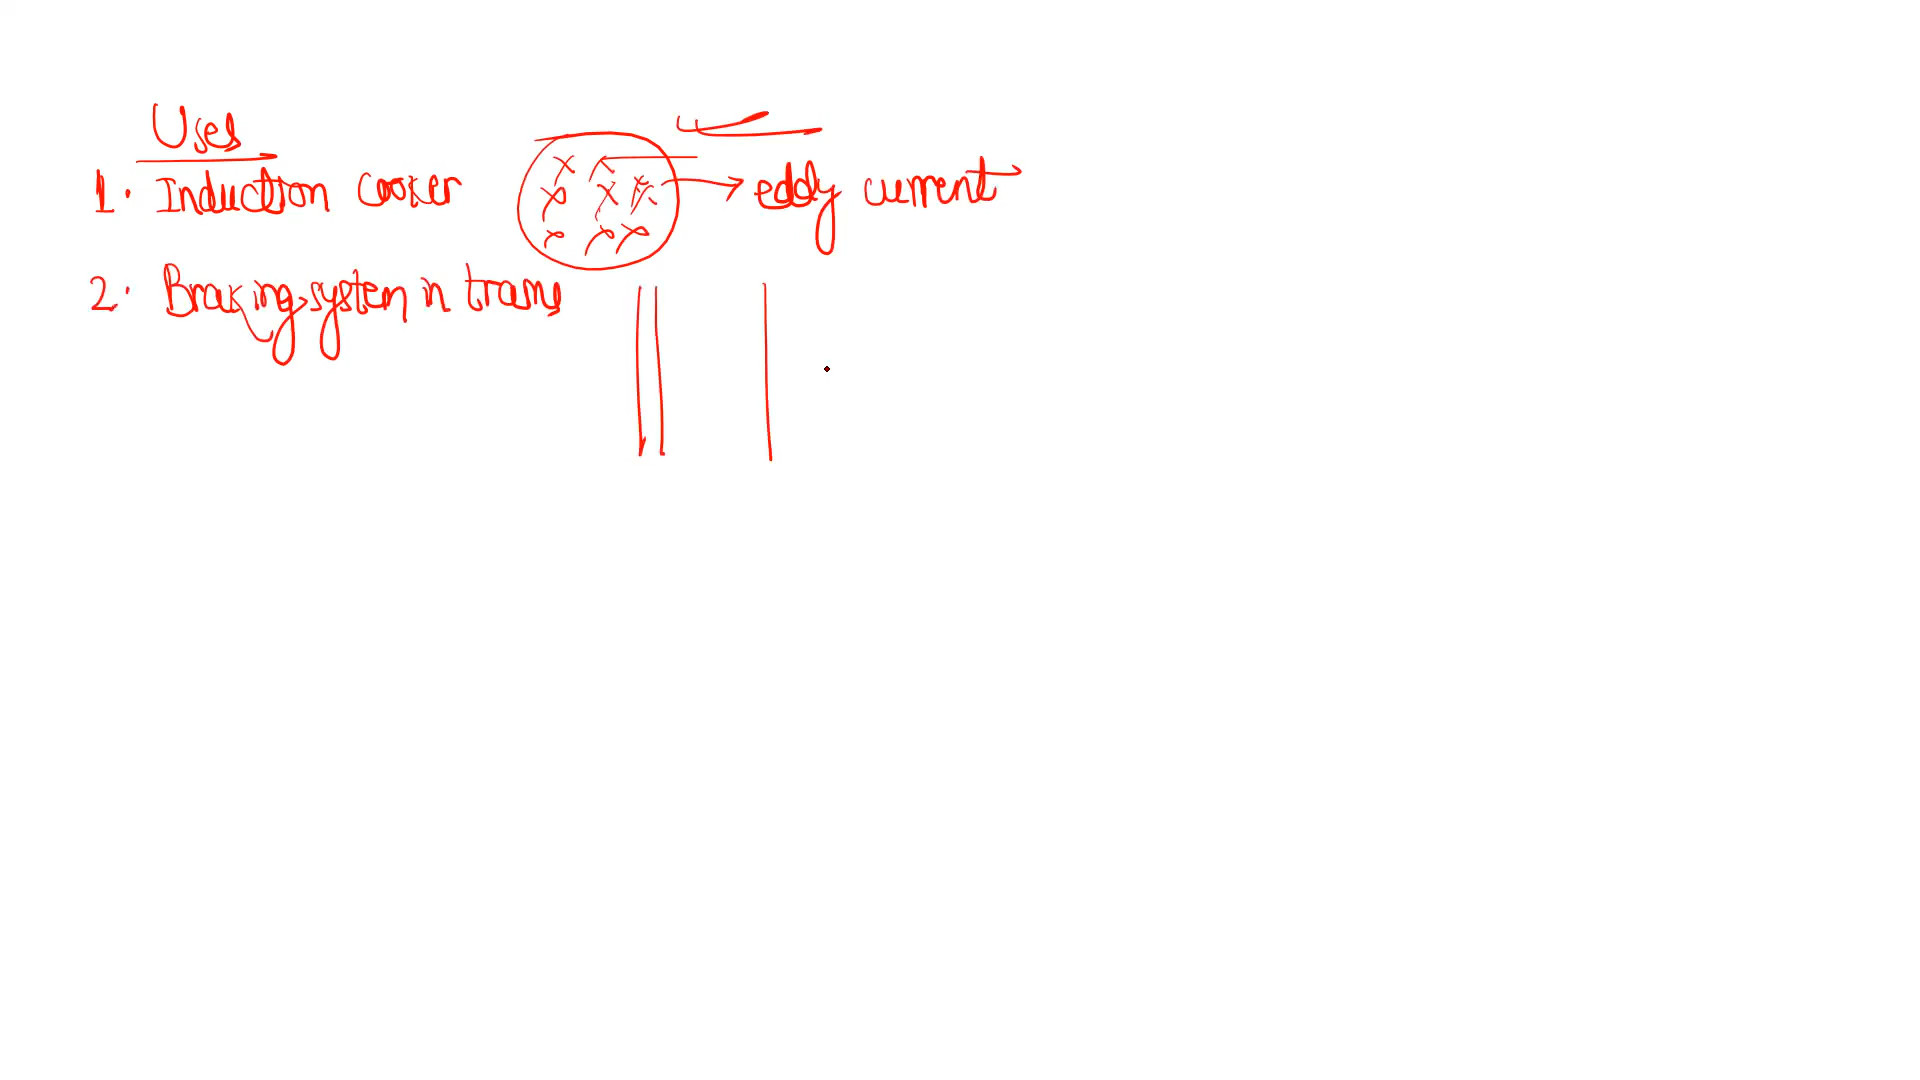 Uses
1. Induction cooker
eddy current
2. Braking system in trains